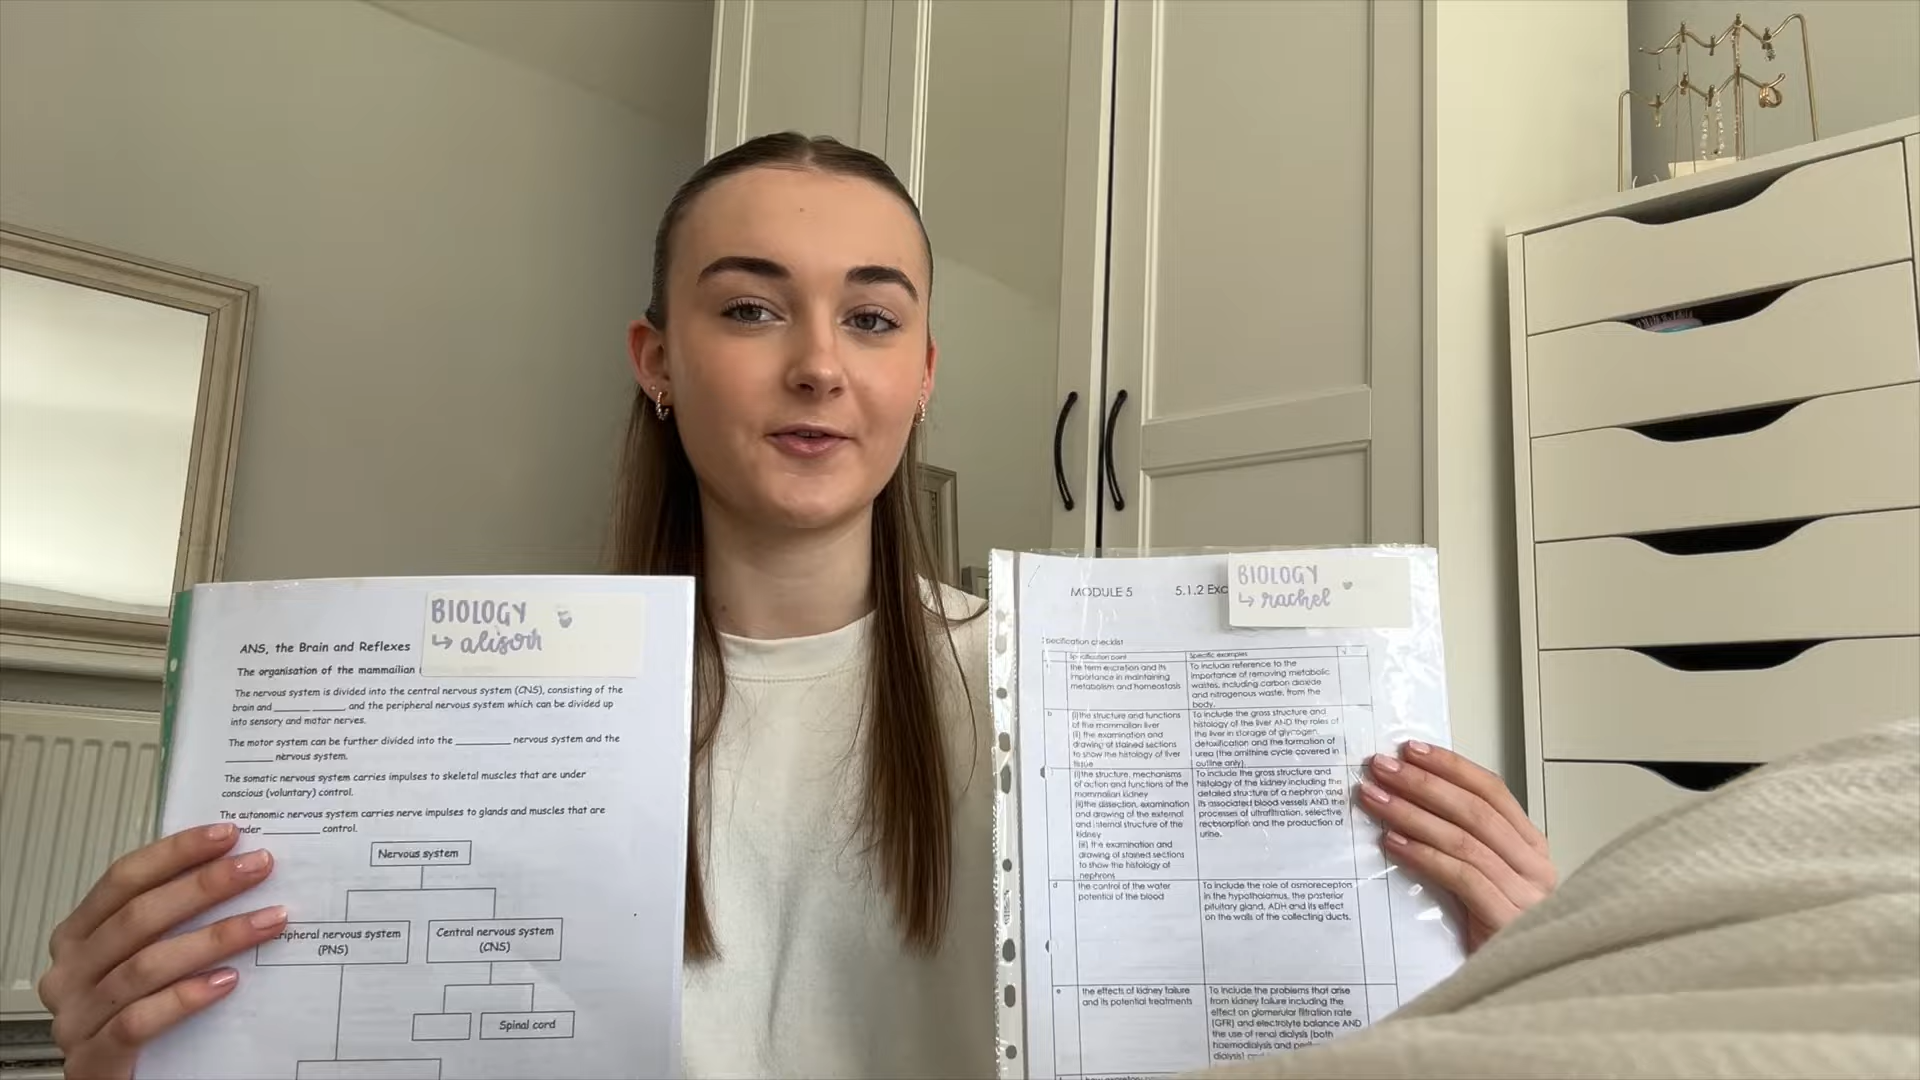 BIOLOGY
↳ alison
ANS, the Brain and Reflexes
The organisation of the mammalian
The nervous system is divided into the central nervous system (CNS), consisting of the
brain and ______ ______, and the peripheral nervous system which can be divided up
into sensory and motor nerves.
The motor system can be further divided into the __________ nervous system and the
________ nervous system.
The somatic nervous system carries impulses to skeletal muscles that are under
conscious (voluntary) control.
The autonomic nervous system carries nerve impulses to glands and muscles that are
under __________ control.
Nervous system
Peripheral nervous system
(PNS)
Central nervous system
(CNS)
Spinal cord
BIOLOGY
↳ rachel
MODULE 5 5.1.2 Exc
Specification checklist
Specification point
Specific examples
the term excretion and its
importance in maintaining
metabolism and homeostasis
To include reference to the
importance of removing metabolic
wastes, including carbon dioxide
and nitrogenous waste, from the
body.
b
(i)the structure and functions
of the mammalian liver
(ii) the examination and
drawing of stained sections
to show the histology of liver
tissue
To include the gross structure and
histology of the liver AND the roles of
the liver in storage of glycogen,
detoxification and the formation of
urea (the ornithine cycle covered in
outline only).
(i)the structure, mechanisms
of action and functions of the
mammalian kidney
(ii)the dissection, examination
and drawing of the external
and internal structure of the
kidney
(iii) the examination and
drawing of stained sections
to show the histology of
nephrons
To include the gross structure and
histology of the kidney including the
detailed structure of a nephron and
its associated blood vessels AND the
processes of ultrafiltration, selective
reabsorption and the production of
urine.
d
the control of the water
potential of the blood
To include the role of osmoreceptors
in the hypothalamus, the posterior
pituitary gland, ADH and its effect
on the walls of the collecting ducts.
e
the effects of kidney failure
and its potential treatments
To include the problems that arise
from kidney failure including the
effect on glomerular filtration rate
(GFR) and electrolyte balance AND
the use of renal dialysis (both
haemodialysis and
dialysis)